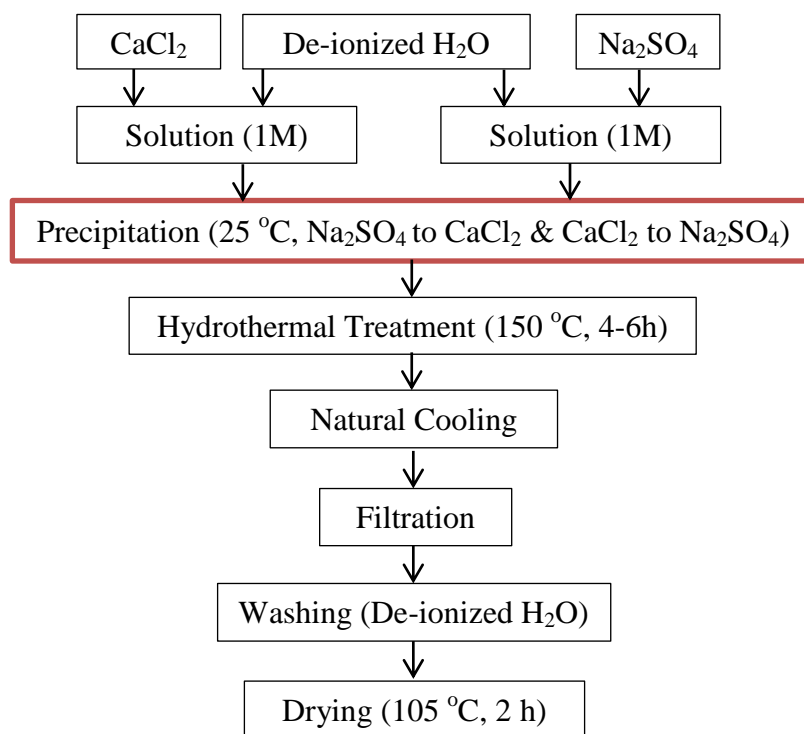 CaCl₂
De-ionized H₂O
Na₂SO₄
Solution (1M)
Solution (1M)
Precipitation (25 °C, Na₂SO₄ to CaCl₂ & CaCl₂ to Na₂SO₄)
Hydrothermal Treatment (150 °C, 4-6h)
Natural Cooling
Filtration
Washing (De-ionized H₂O)
Drying (105 °C, 2 h)